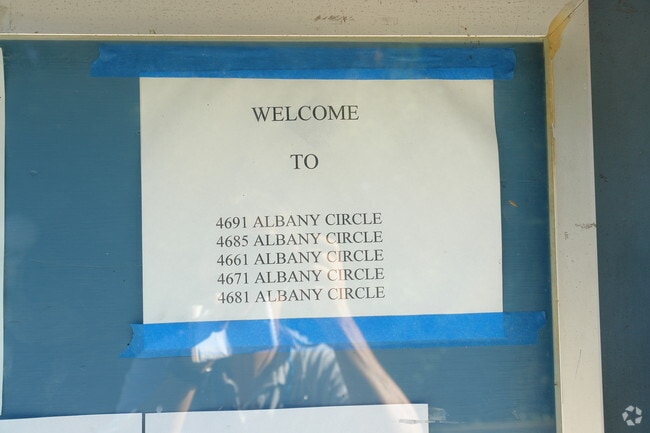 WELCOME
TO
4691 ALBANY CIRCLE
4685 ALBANY CIRCLE
4661 ALBANY CIRCLE
4671 ALBANY CIRCLE
4681 ALBANY CIRCLE